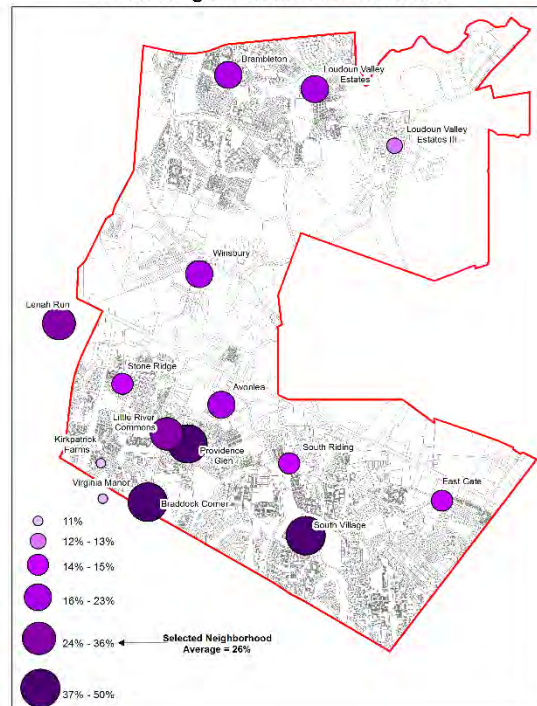 Brambleton
Loudoun Valley
Estates
Loudoun Valley
Estates III
Winsbury
Lenah Run
Stone Ridge
Avonlea
Little River
Commons
Kirkpatrick
Farms
Providence
Glen
South Riding
Virginia Manor
East Gate
Braddock Corner
South Village
11%
12% - 13%
14% - 15%
16% - 23%
24% - 36%
Selected Neighborhood
Average = 26%
37% - 50%